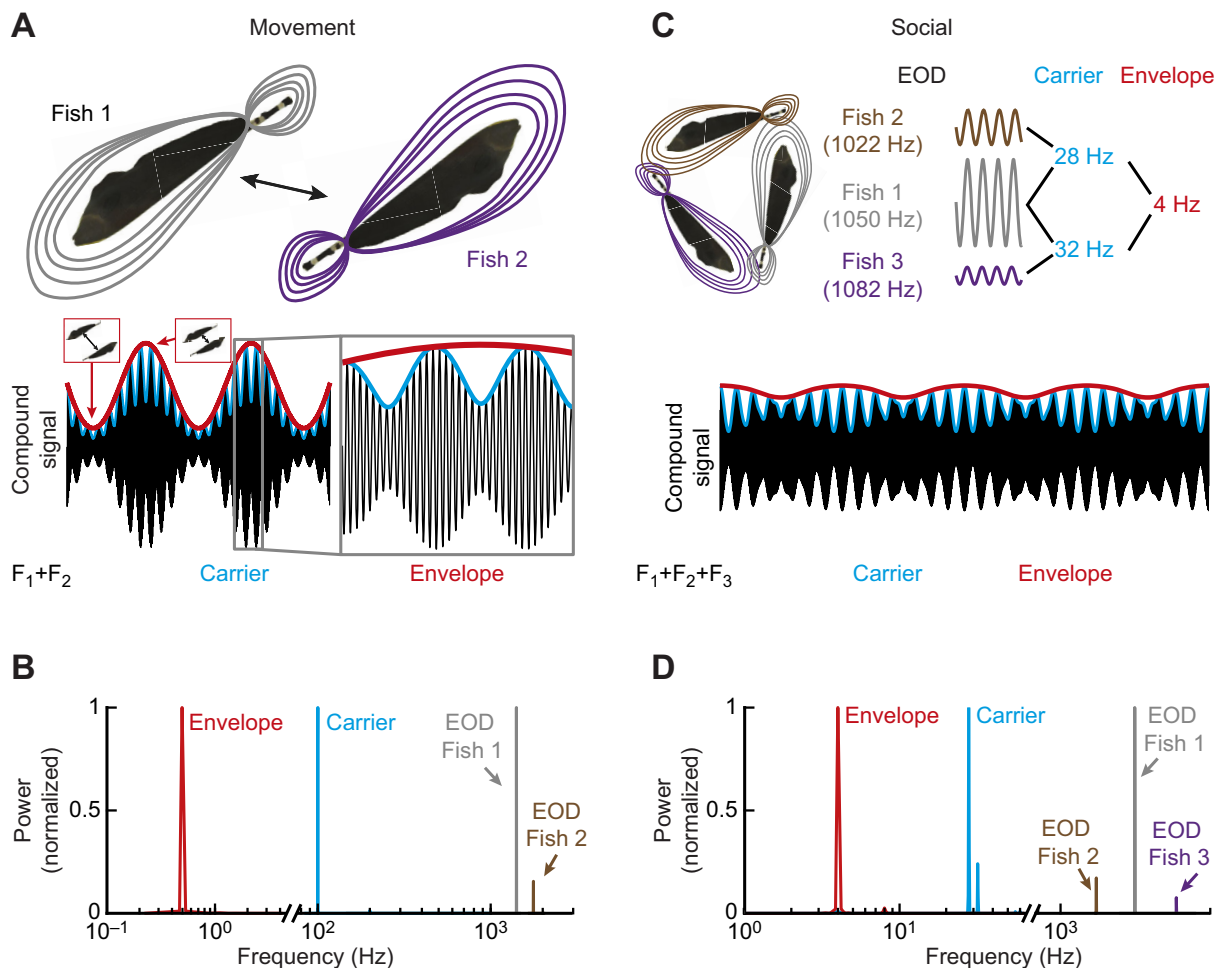 A
Movement
Fish 1
Fish 2
Compound
signal
F1+F2
Carrier
Envelope
C
Social
EOD
Carrier
Envelope
Fish 2
(1022 Hz)
28 Hz
Fish 1
(1050 Hz)
4 Hz
Fish 3
(1082 Hz)
32 Hz
Compound
signal
F1+F2+F3
Carrier
Envelope
B
1
0.5
0
Power
(normalized)
Envelope
Carrier
EOD
Fish 1
EOD
Fish 2
10–1
100
102
103
Frequency (Hz)
D
1
0.5
0
Power
(normalized)
Envelope
Carrier
EOD
Fish 1
EOD
Fish 2
EOD
Fish 3
100
101
103
Frequency (Hz)